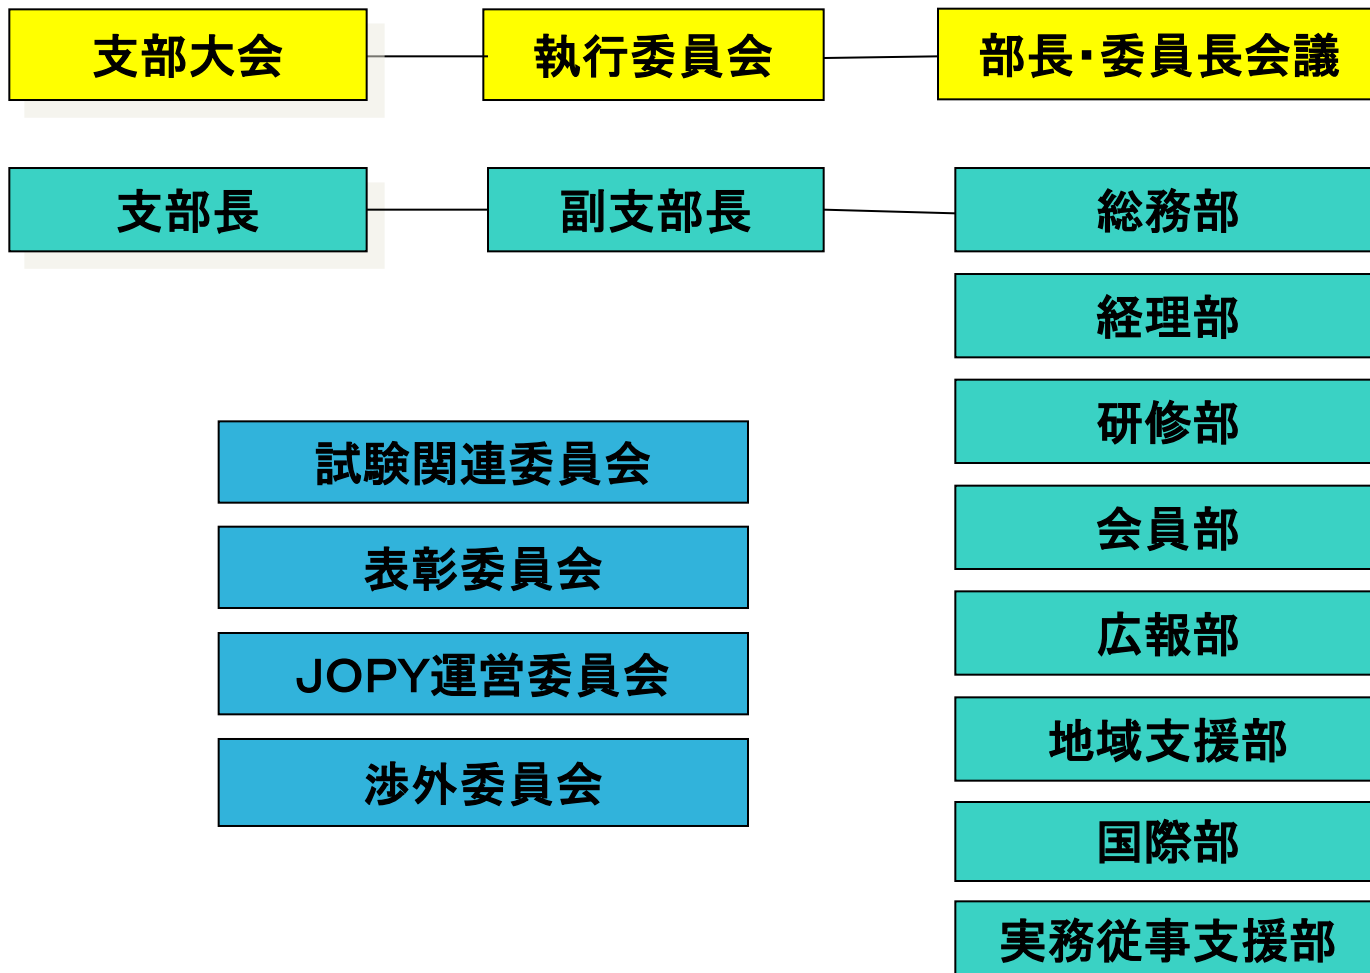 支部大会
執行委員会
部長・委員長会議
支部長
副支部長
総務部
経理部
研修部
会員部
広報部
地域支援部
国際部
実務従事支援部
試験関連委員会
表彰委員会
JOPY運営委員会
渉外委員会